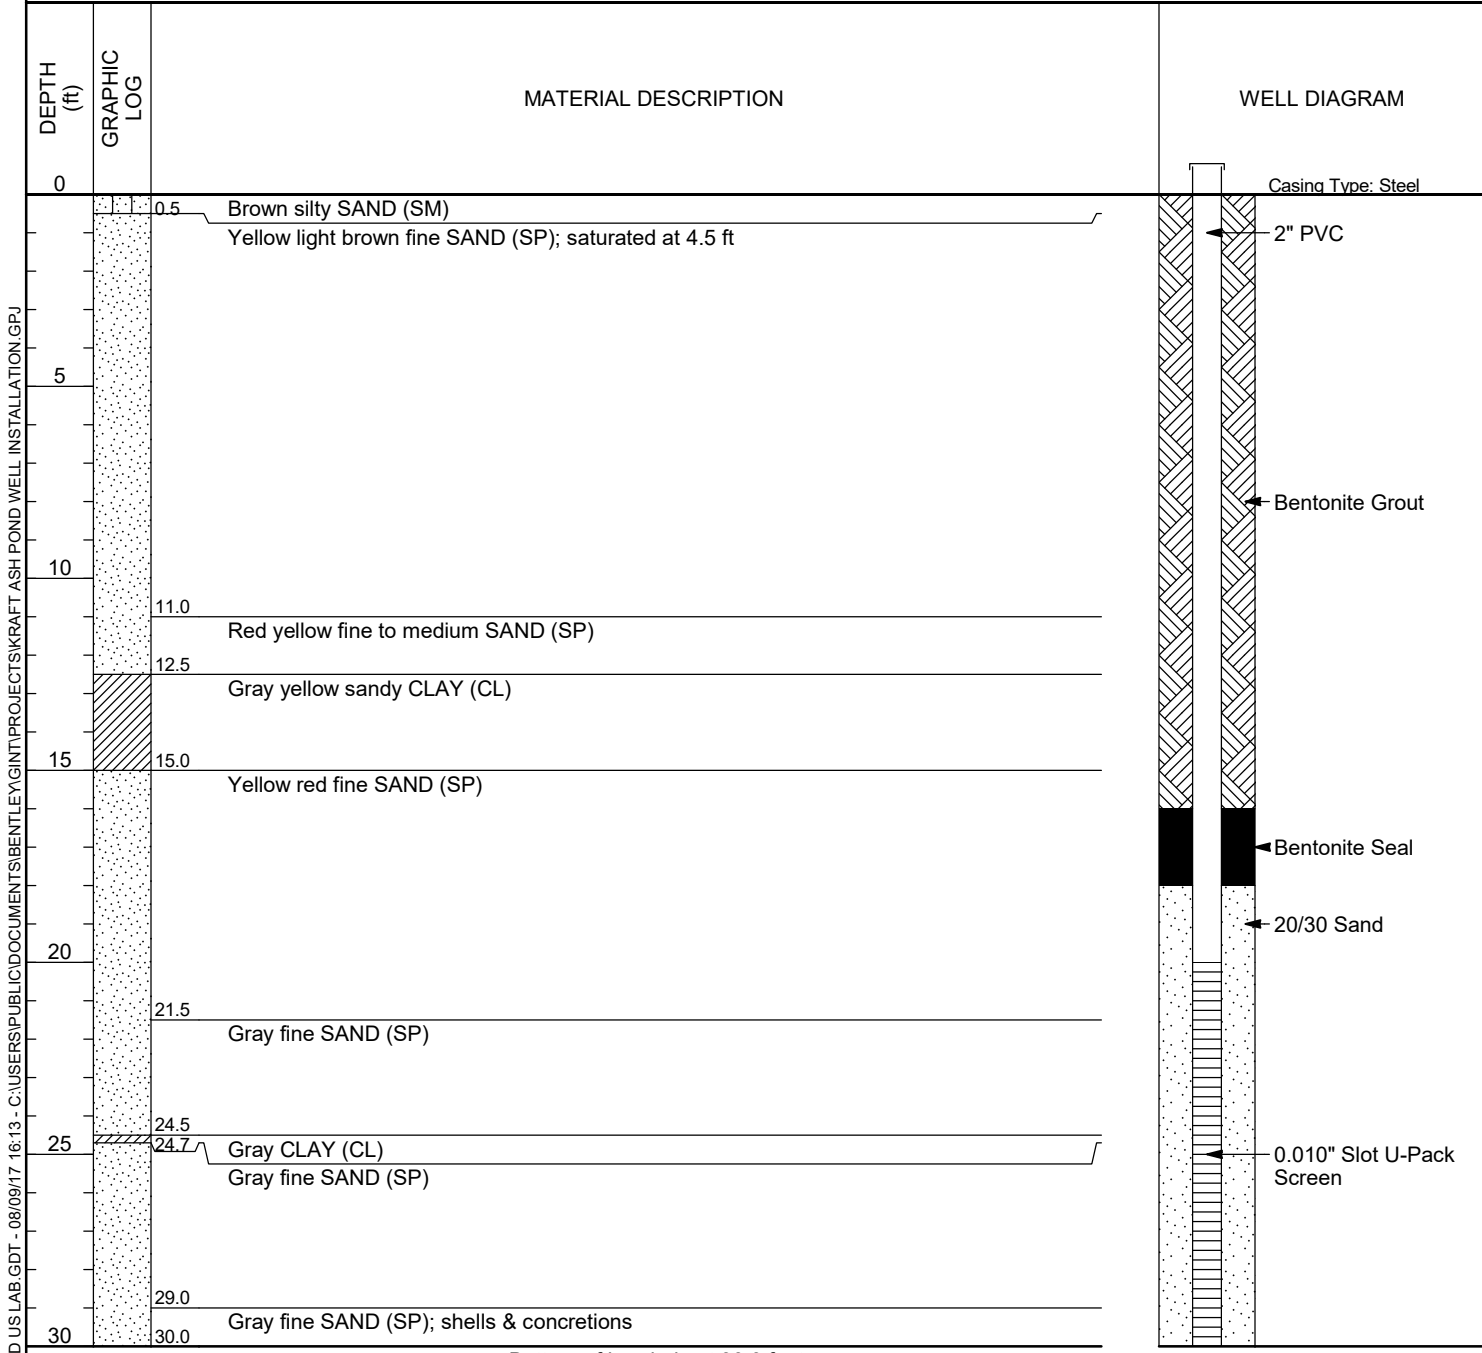 DEPTH
(ft)
GRAPHIC
LOG
MATERIAL DESCRIPTION
WELL DIAGRAM
0
Casing Type: Steel
0.5
Brown silty SAND (SM)
Yellow light brown fine SAND (SP); saturated at 4.5 ft
2" PVC
5
Bentonite Grout
10
11.0
Red yellow fine to medium SAND (SP)
12.5
Gray yellow sandy CLAY (CL)
15
15.0
Yellow red fine SAND (SP)
Bentonite Seal
20/30 Sand
20
21.5
Gray fine SAND (SP)
24.5
24.7
25
Gray CLAY (CL)
Gray fine SAND (SP)
0.010" Slot U-Pack
Screen
29.0
Gray fine SAND (SP); shells & concretions
30
30.0
D US LAB.GDT - 08/09/17 16:13 - C:\USERS\PUBLIC\DOCUMENTS\BENTLEY\GINT\PROJECTS\KRAFT ASH POND WELL INSTALLATION.GPJ